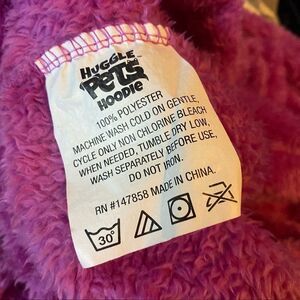 HUGGLE
PETS
HOODIE
100% POLYESTER
MACHINE WASH COLD ON GENTLE,
CYCLE ONLY NON CHLORINE BLEACH
WHEN NEEDED, TUMBLE DRY LOW,
WASH SEPARATELY BEFORE USE,
DO NOT IRON.
RN #147858 MADE IN CHINA.
30°